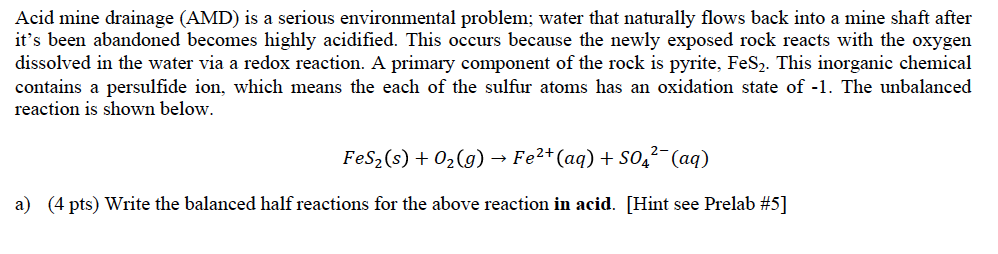 Acid mine drainage (AMD) is a serious environmental problem; water that naturally flows back into a mine shaft after
it’s been abandoned becomes highly acidified. This occurs because the newly exposed rock reacts with the oxygen
dissolved in the water via a redox reaction. A primary component of the rock is pyrite, FeS₂. This inorganic chemical
contains a persulfide ion, which means the each of the sulfur atoms has an oxidation state of -1. The unbalanced
reaction is shown below.
FeS₂(s) + O₂(g) → Fe²⁺(aq) + SO₄²⁻(aq)
a) (4 pts) Write the balanced half reactions for the above reaction in acid. [Hint see Prelab #5]